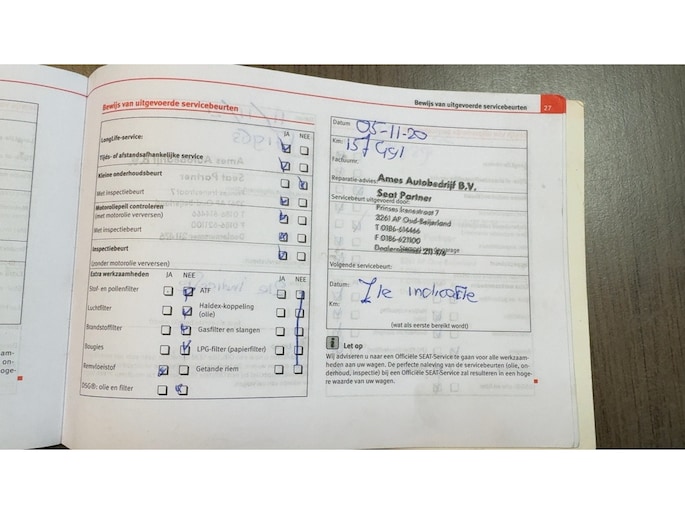 Bewijs van uitgevoerde servicebeurten
Bewijs van uitgevoerde servicebeurten 27
JA NEE
LongLife-service:
Tijds- of afstandsafhankelijke service
Kleine onderhoudsbeurt
Met inspectiebeurt
Motoroliepeil controleren
(met motorolie verversen)
Met inspectiebeurt
Inspectiebeurt
(zonder motorolie verversen)
Extra werkzaamheden JA NEE JA NEE
Stof- en pollenfilter ATF
Luchtfilter Haldex-koppeling
(olie)
Brandstoffilter Gasfilter en slangen
Bougies LPG-filter (papierfilter)
Remvloeistof Getande riem
DSG®: olie en filter
Datum: 05-11-20
Km:
Factuurnr.:
Reparatie-advies:
Ames Autobedrijf B.V.
Seat Partner
Servicebeurt uitgevoerd door:
Prinses Irenestraat 7
3261 AP Oud-Beijerland
T 0186-614466
F 0186-621100
Volgende servicebeurt:
Datum: Zie indicatie
Km:
(wat als eerste bereikt wordt)
Let op
Wij adviseren u naar een Officiële SEAT-Service te gaan voor alle werkzaam-
heden aan uw wagen. De perfecte naleving van de servicebeurten (olie, on-
derhoud, inspectie) bij een Officiële SEAT-Service zal resulteren in een hoge-
re waarde van uw wagen.